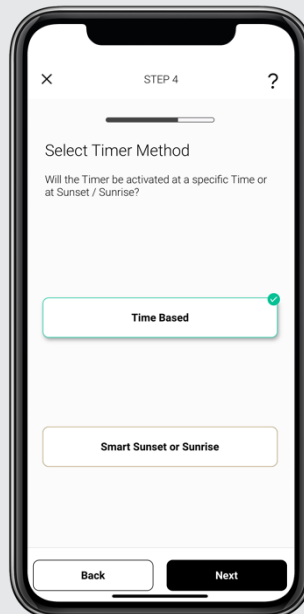 STEP 4
?
Select Timer Method
Will the Timer be activated at a specific Time or
at Sunset / Sunrise?
Time Based
Smart Sunset or Sunrise
Back
Next